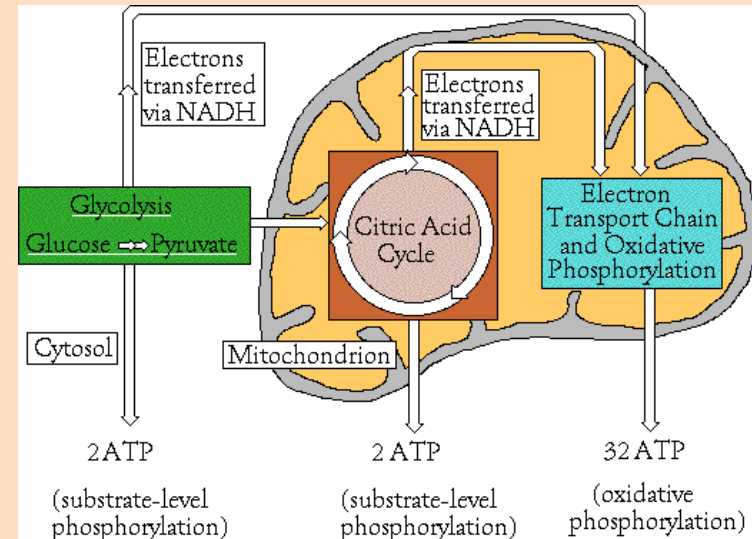 Electrons
transferred
via NADH
Electrons
transferred
via NADH
Glycolysis
Glucose Pyruvate
Citric Acid
Cycle
Electron
Transport Chain
and Oxidative
Phosphorylation
Cytosol
Mitochondrion
2 ATP
(substrate-level
phosphorylation)
2 ATP
(substrate-level
phosphorylation)
32 ATP
(oxidative
phosphorylation)